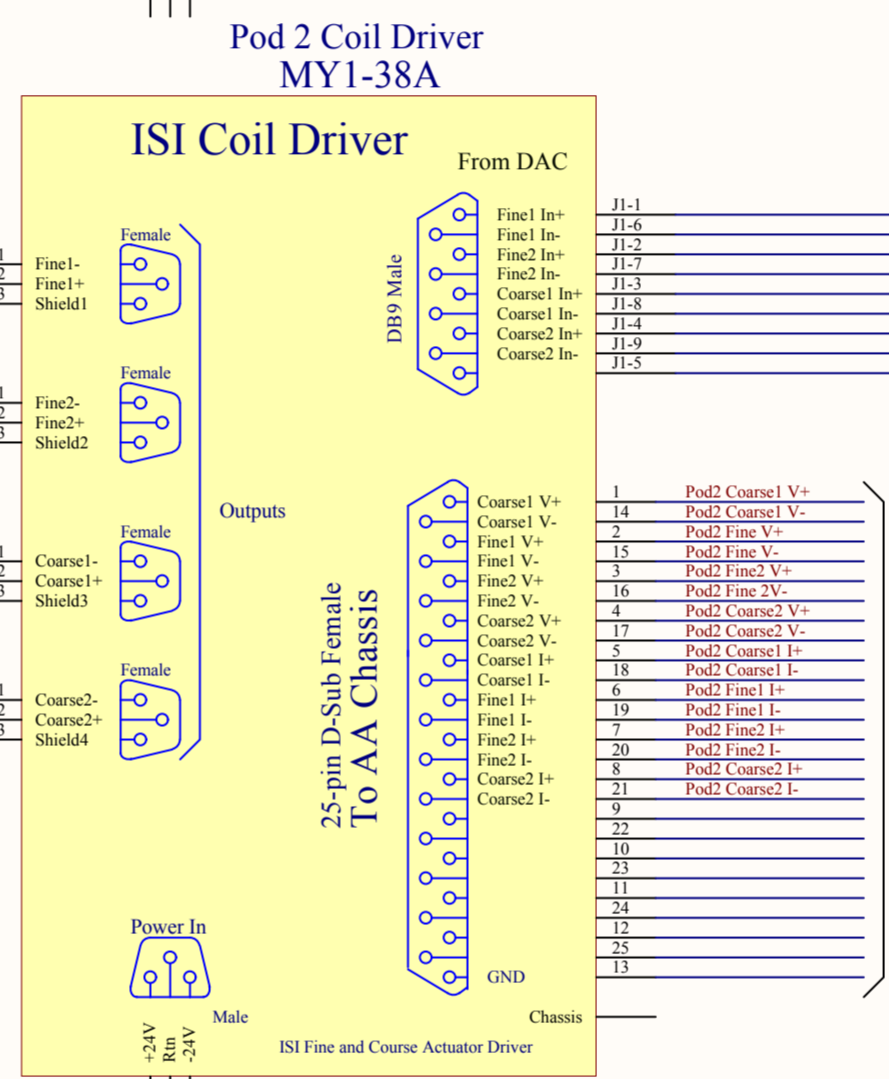 Pod 2 Coil Driver
MY1-38A
ISI Coil Driver
From DAC
Female
1 Fine1-
2 Fine1+
3 Shield1
Female
1 Fine2-
2 Fine2+
3 Shield2
Outputs
Female
1 Coarse1-
2 Coarse1+
3 Shield3
Female
1 Coarse2-
2 Coarse2+
3 Shield4
DB9 Male
Fine1 In+ J1-1
Fine1 In- J1-6
Fine2 In+ J1-2
Fine2 In- J1-7
Coarse1 In+ J1-3
Coarse1 In- J1-8
Coarse2 In+ J1-4
Coarse2 In- J1-9
J1-5
25-pin D-Sub Female
To AA Chassis
Coarse1 V+ 1 Pod2 Coarse1 V+
Coarse1 V- 14 Pod2 Coarse1 V-
Fine1 V+ 2 Pod2 Fine V+
Fine1 V- 15 Pod2 Fine V-
Fine2 V+ 3 Pod2 Fine2 V+
Fine2 V- 16 Pod2 Fine 2V-
Coarse2 V+ 4 Pod2 Coarse2 V+
Coarse2 V- 17 Pod2 Coarse2 V-
Coarse1 I+ 5 Pod2 Coarse1 I+
Coarse1 I- 18 Pod2 Coarse1 I-
Fine1 I+ 6 Pod2 Fine1 I+
Fine1 I- 19 Pod2 Fine1 I-
Fine2 I+ 7 Pod2 Fine2 I+
Fine2 I- 20 Pod2 Fine2 I-
Coarse2 I+ 8 Pod2 Coarse2 I+
Coarse2 I- 21 Pod2 Coarse2 I-
9
22
10
23
11
24
12
25
GND 13
Power In
Male
+24V
Rtn
-24V
Chassis
ISI Fine and Course Actuator Driver